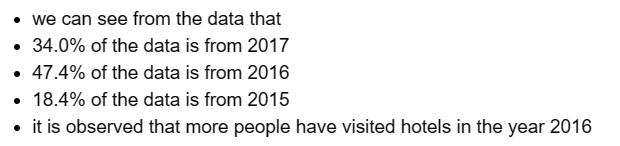 we can see from the data that
34.0% of the data is from 2017
47.4% of the data is from 2016
18.4% of the data is from 2015
it is observed that more people have visited hotels in the year 2016